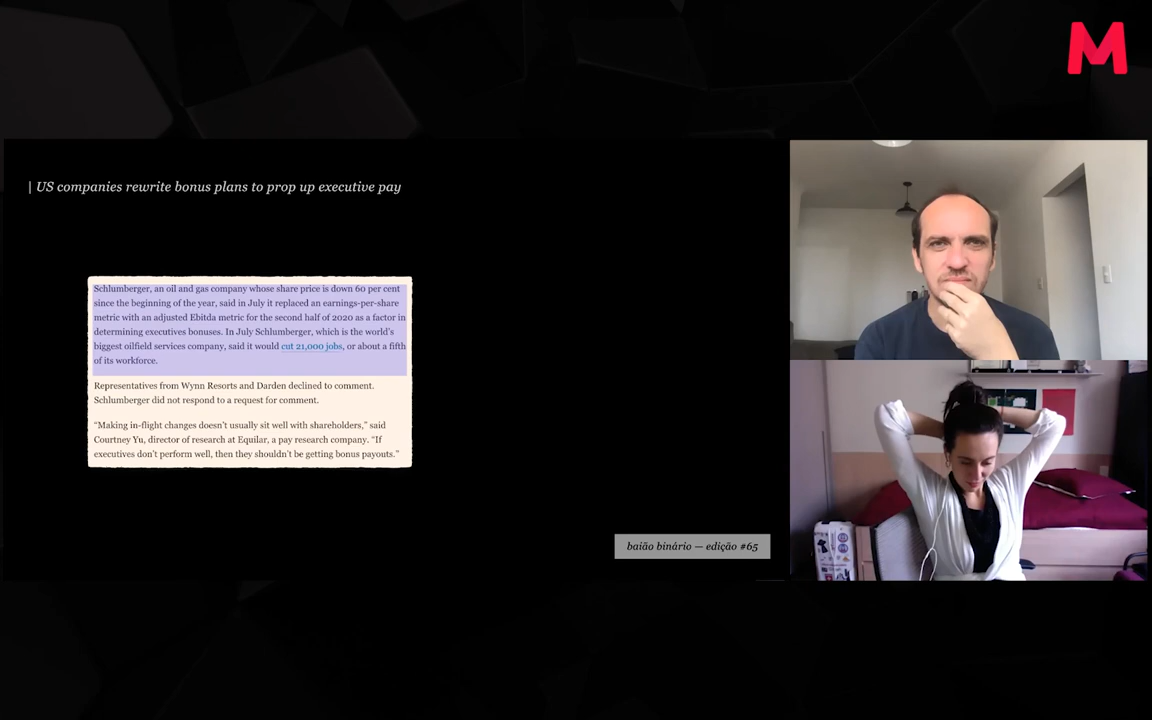 M
| US companies rewrite bonus plans to prop up executive pay
Schlumberger, an oil and gas company whose share price is down 60 per cent
since the beginning of the year, said in July it replaced an earnings-per-share
metric with an adjusted Ebitda metric for the second half of 2020 as a factor in
determining executives bonuses. In July Schlumberger, which is the world's
biggest oilfield services company, said it would cut 21,000 jobs, or about a fifth
of its workforce.
Representatives from Wynn Resorts and Darden declined to comment.
Schlumberger did not respond to a request for comment.
“Making in-flight changes doesn't usually sit well with shareholders,” said
Courtney Yu, director of research at Equilar, a pay research company. “If
executives don't perform well, then they shouldn't be getting bonus payouts.”
baião binário — edição #65